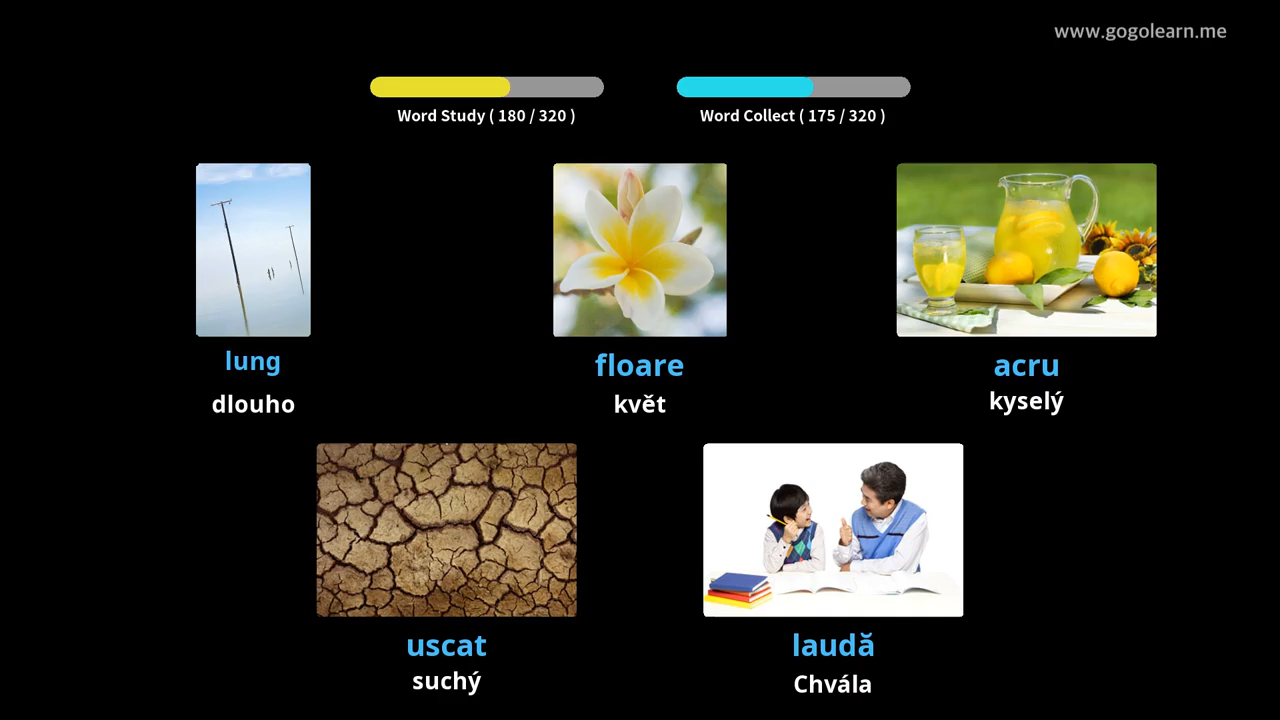 www.gogolearn.me
Word Study ( 180 / 320 )
Word Collect ( 175 / 320 )
lung
dlouho
floare
květ
acru
kyselý
uscat
suchý
laudă
Chvála